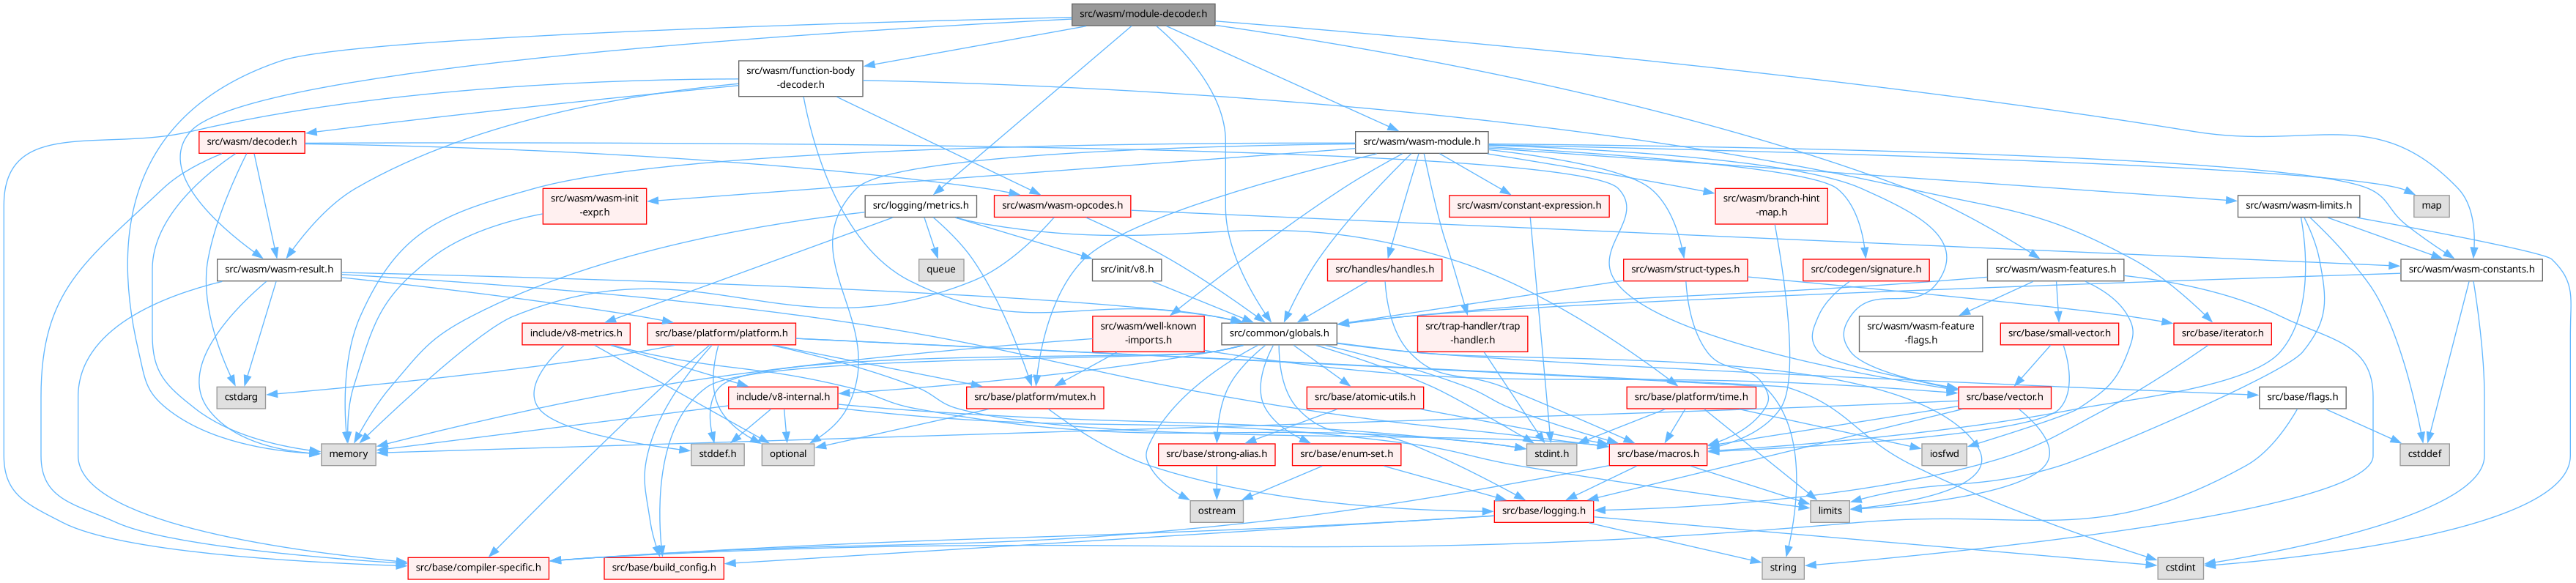 src/wasm/module-decoder.h
src/wasm/function-body
-decoder.h
src/wasm/decoder.h
src/wasm/wasm-module.h
src/wasm/wasm-init
-expr.h
src/logging/metrics.h
src/wasm/wasm-opcodes.h
src/wasm/constant-expression.h
src/wasm/branch-hint
-map.h
src/wasm/wasm-limits.h
map
src/wasm/wasm-result.h
queue
src/init/v8.h
src/handles/handles.h
src/wasm/struct-types.h
src/codegen/signature.h
src/wasm/wasm-features.h
src/wasm/wasm-constants.h
include/v8-metrics.h
src/base/platform/platform.h
src/wasm/well-known
-imports.h
src/common/globals.h
src/trap-handler/trap
-handler.h
src/wasm/wasm-feature
-flags.h
src/base/small-vector.h
src/base/iterator.h
cstdarg
include/v8-internal.h
src/base/platform/mutex.h
src/base/atomic-utils.h
src/base/platform/time.h
src/base/vector.h
src/base/flags.h
memory
stddef.h
optional
src/base/strong-alias.h
src/base/enum-set.h
stdint.h
src/base/macros.h
iosfwd
cstddef
ostream
src/base/logging.h
limits
src/base/compiler-specific.h
src/base/build_config.h
string
cstdint